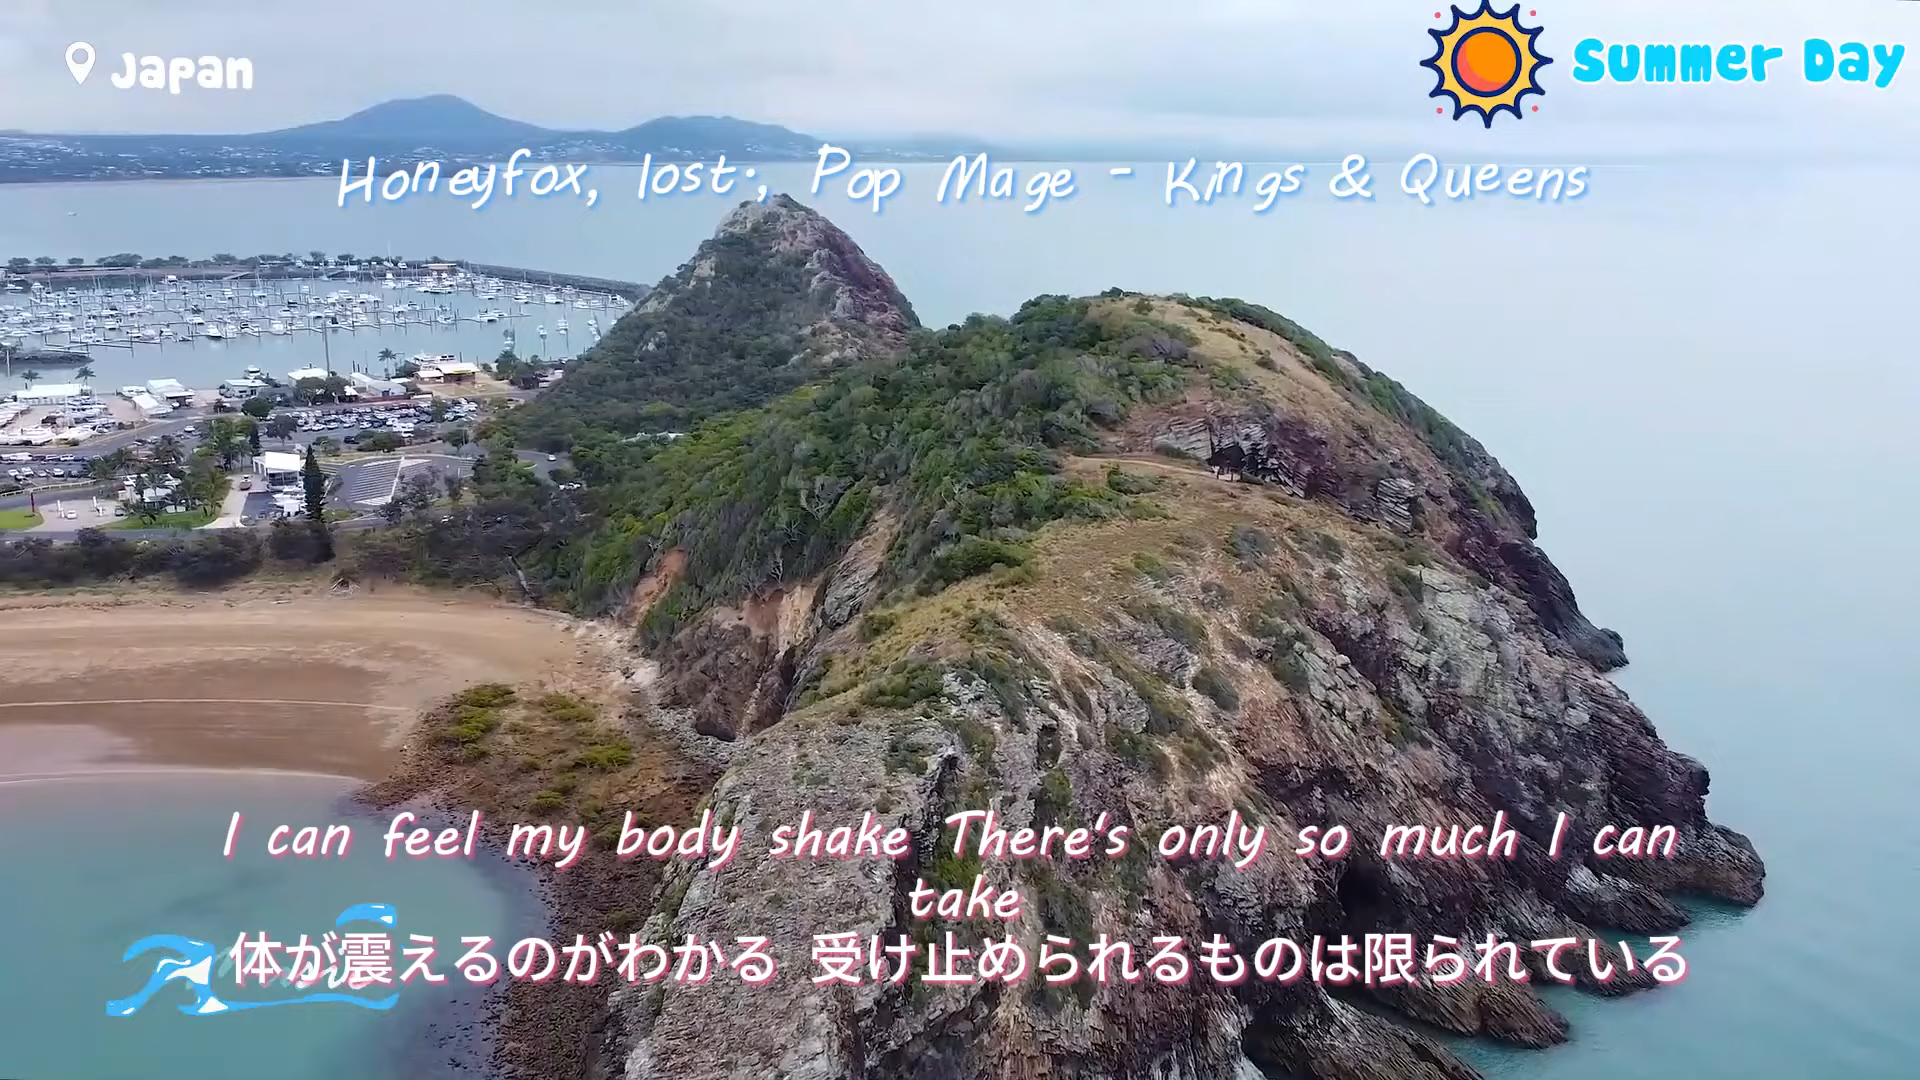 Japan
Summer Day
Honeyfox, lost., Pop Mage - Kings & Queens
I can feel my body shake There's only so much I can
take
体が震えるのがわかる 受け止められるものは限られている